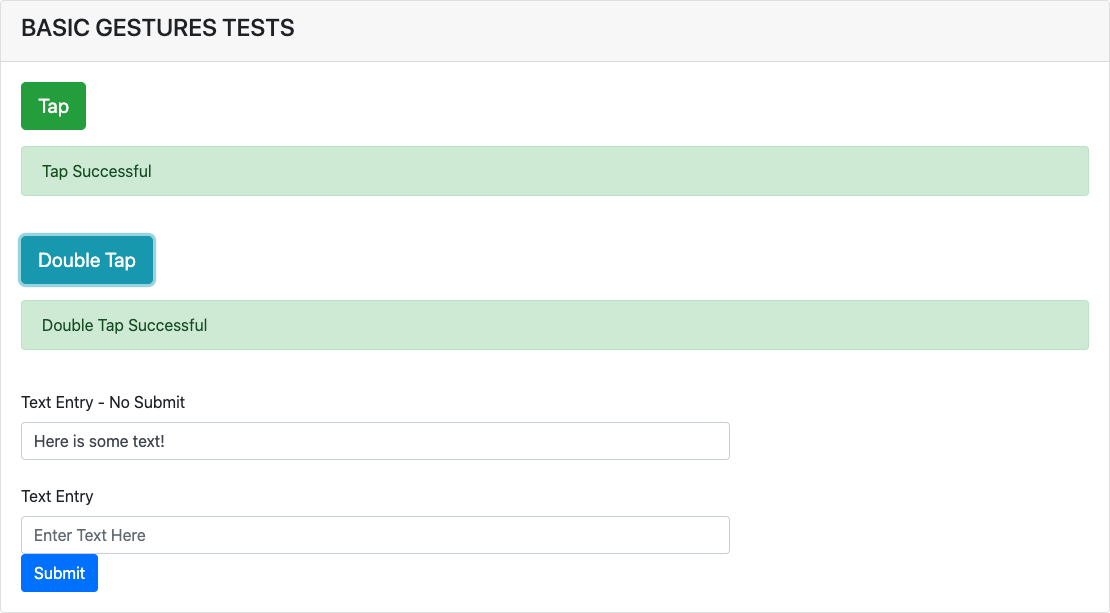 BASIC GESTURES TESTS
Tap
Tap Successful
Double Tap
Double Tap Successful
Text Entry - No Submit
Here is some text!
Text Entry
Enter Text Here
Submit